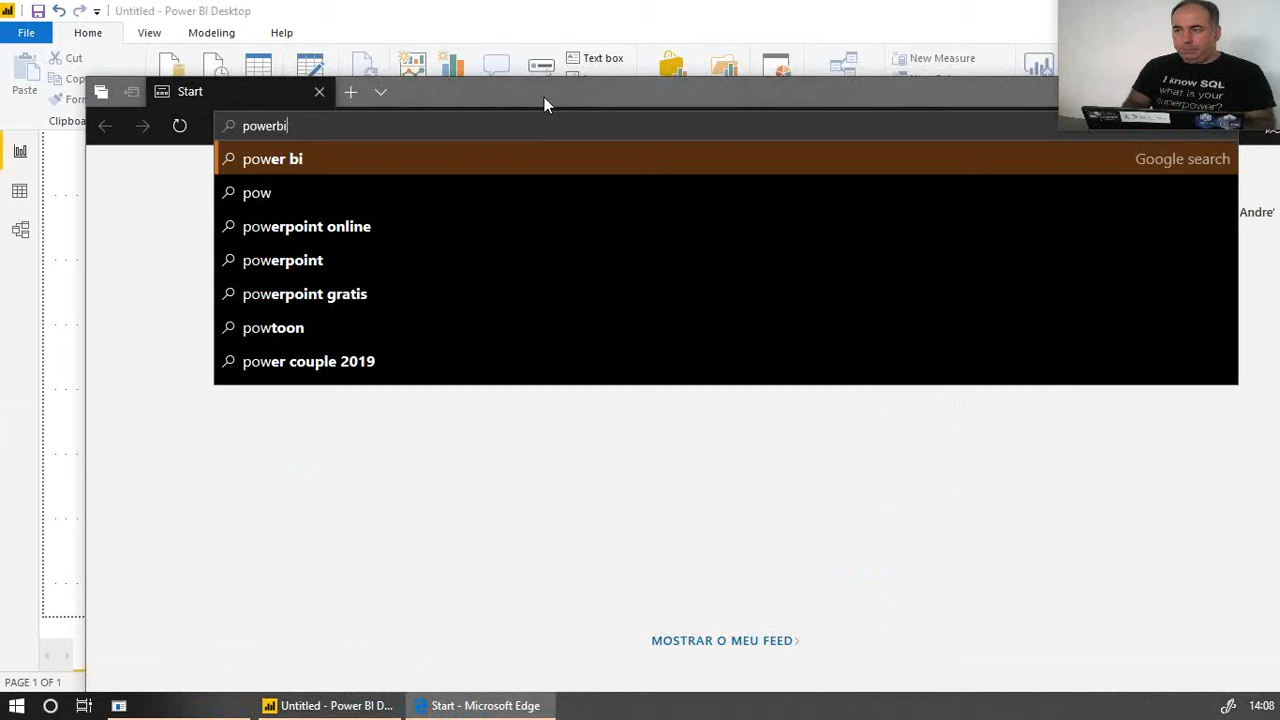 Untitled - Power BI Desktop
File Home View Modeling Help
Cut
Paste
Text box
New Measure
Start
powerbi
power bi Google search
pow
powerpoint online
powerpoint
powerpoint gratis
powtoon
power couple 2019
Andre'
I know SQL
what is your
superpower?
MOSTRAR O MEU FEED
PAGE 1 OF 1
Untitled - Power BI D... Start - Microsoft Edge 14:08